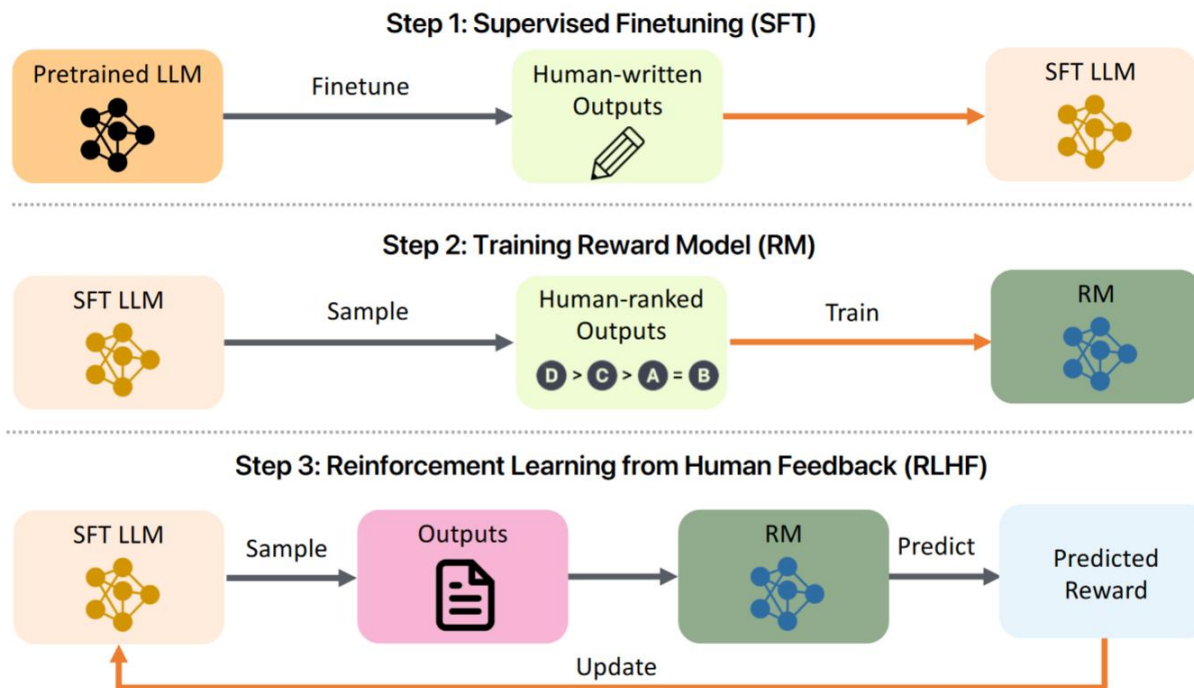 Step 1: Supervised Finetuning (SFT)
Pretrained LLM
Finetune
Human-written
Outputs
SFT LLM
Step 2: Training Reward Model (RM)
SFT LLM
Sample
Human-ranked
Outputs
D > C > A = B
Train
RM
Step 3: Reinforcement Learning from Human Feedback (RLHF)
SFT LLM
Sample
Outputs
RM
Predict
Predicted
Reward
Update